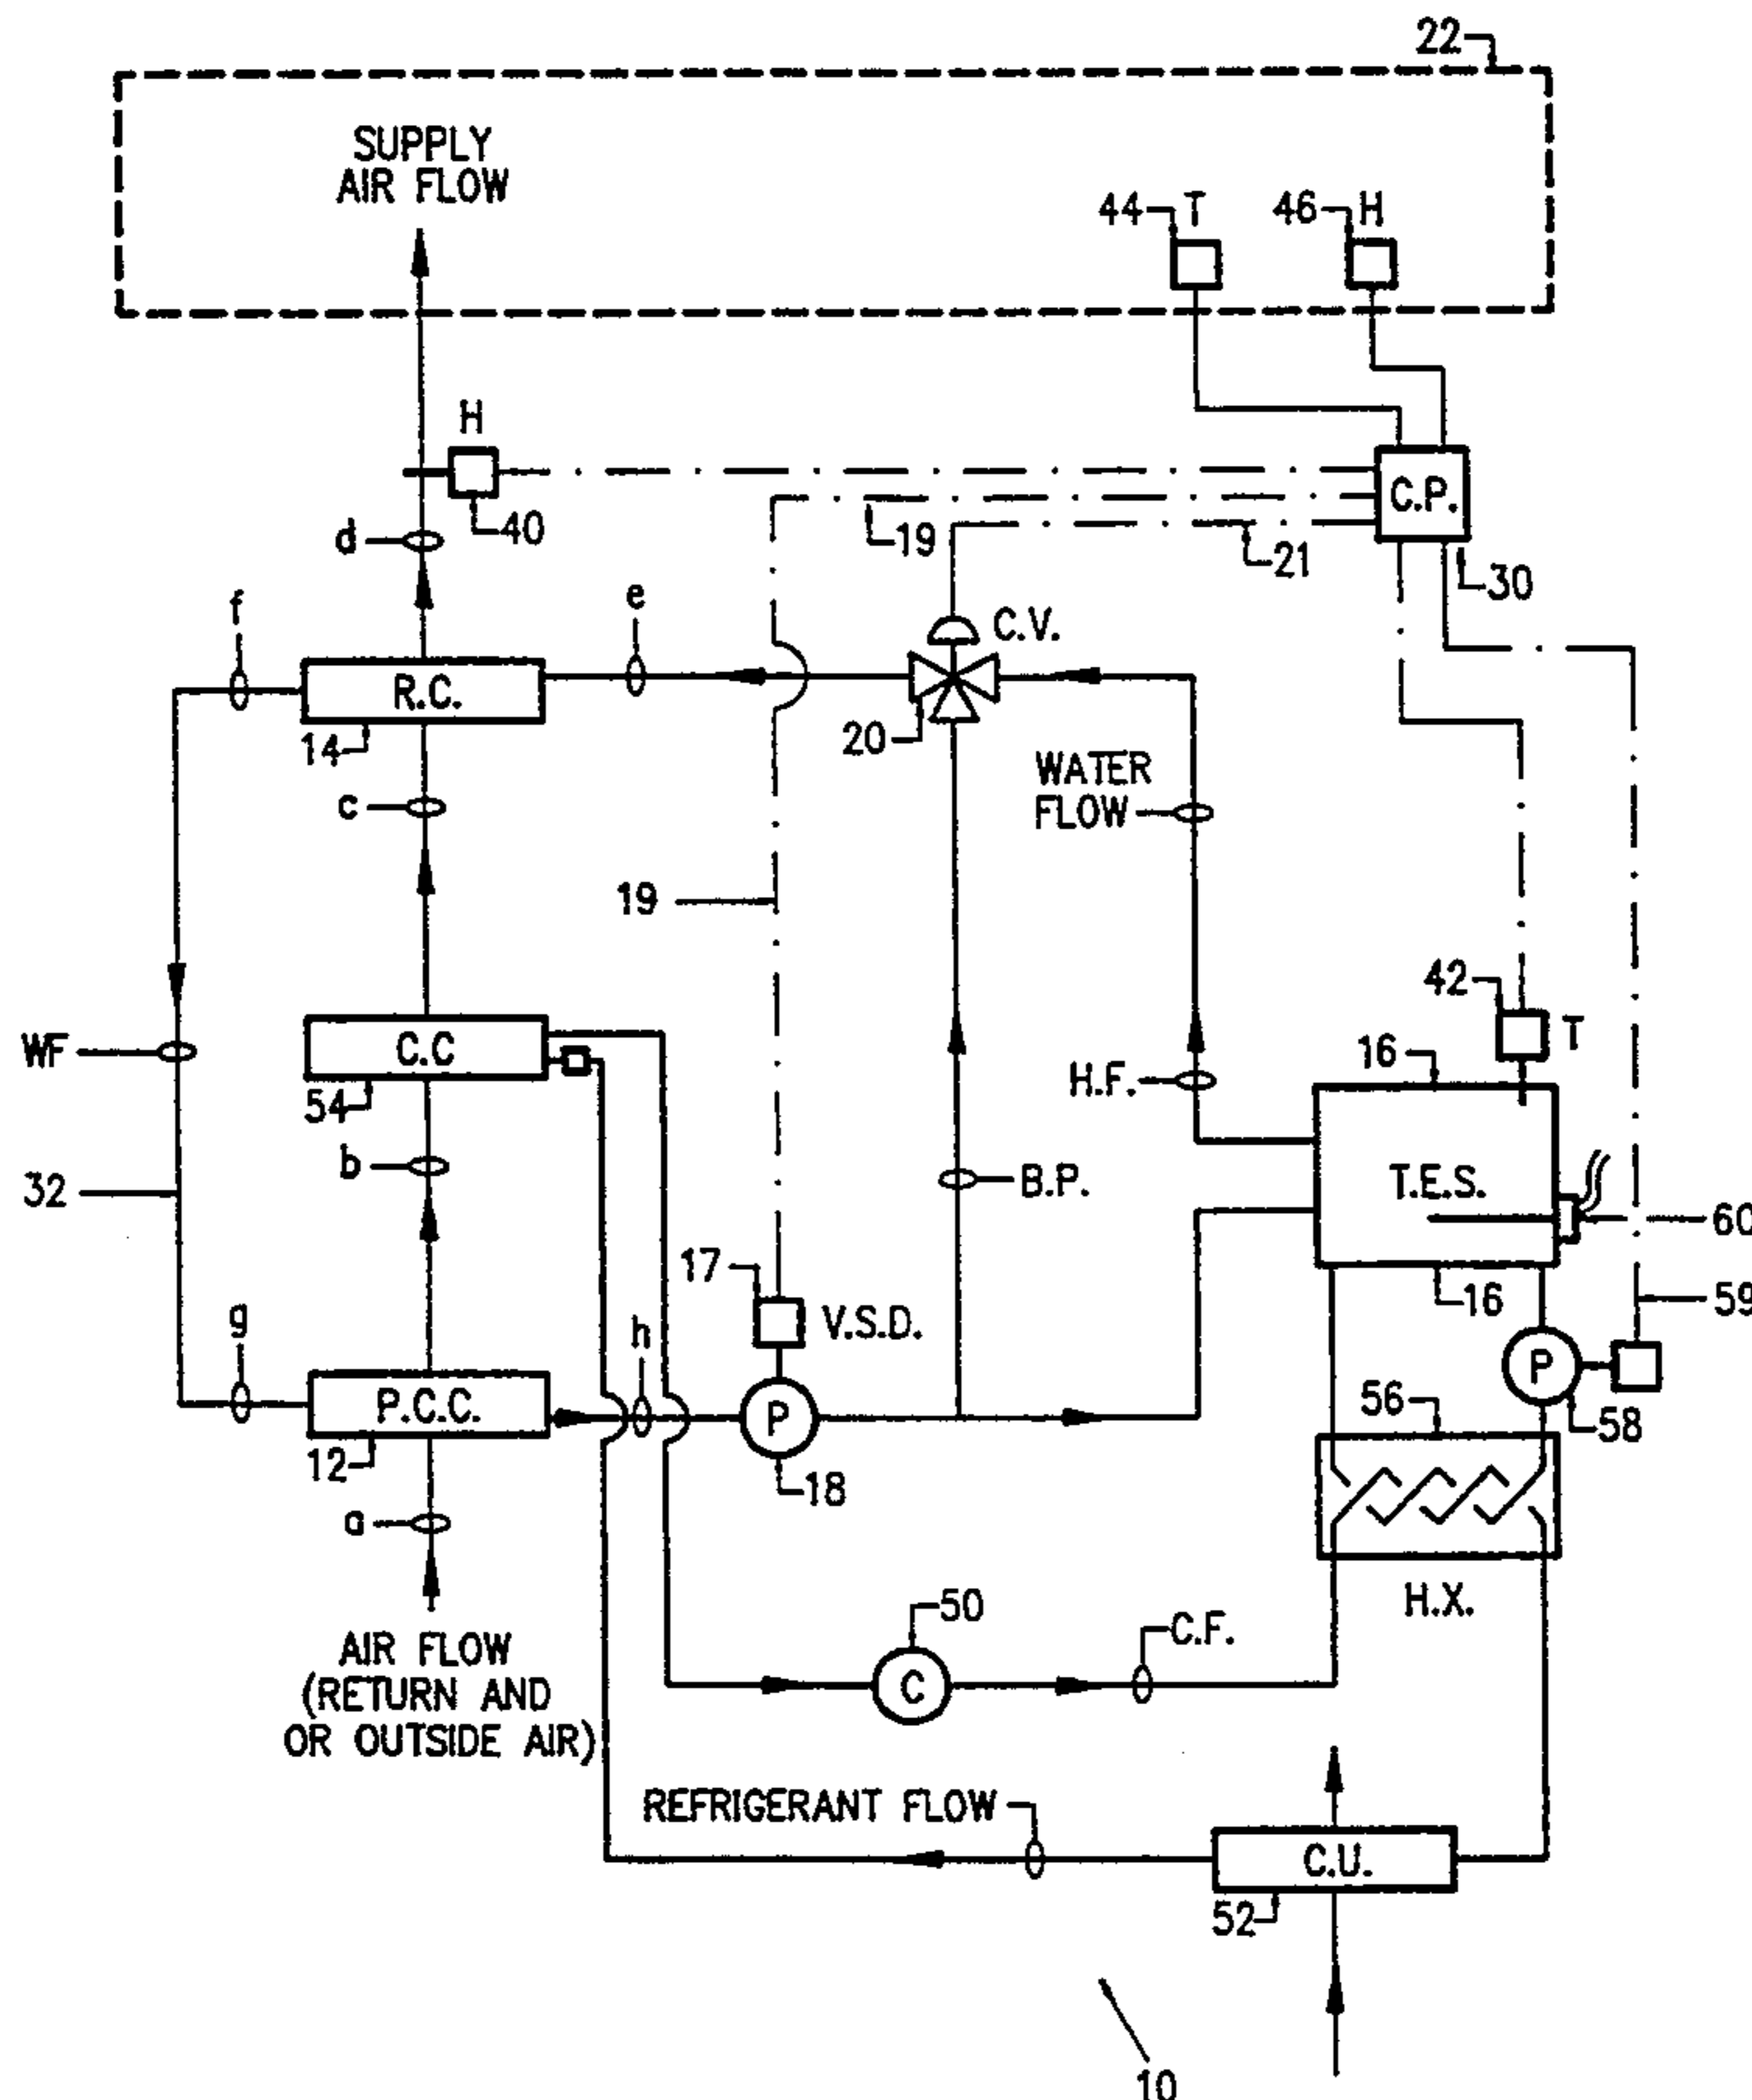 22
SUPPLY
AIR FLOW
44 T
46 H
H
40
C.P.
19
21
30
d
f
e
C.V.
R.C.
14
20
WATER
FLOW
c
19
42
T
WF
C.C
54
16
H.F.
b
B.P.
T.E.S.
32
60
17
V.S.D.
16
59
g
h
P
P.C.C.
P
56
58
12
18
a
H.X.
50
C.F.
C
AIR FLOW
(RETURN AND
OR OUTSIDE AIR)
REFRIGERANT FLOW
C.U.
52
10